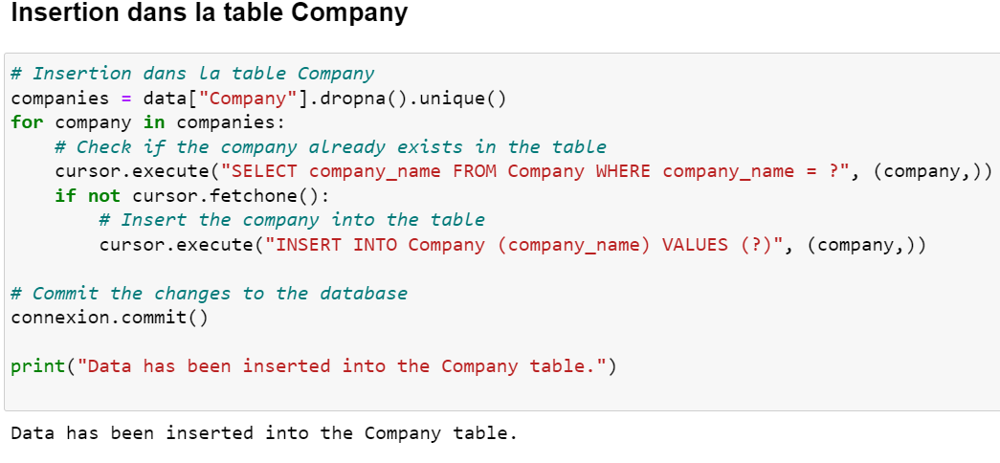 Insertion dans la table Company
# Insertion dans la table Company
companies = data["Company"].dropna().unique()
for company in companies:
    # Check if the company already exists in the table
    cursor.execute("SELECT company_name FROM Company WHERE company_name = ?", (company,))
    if not cursor.fetchone():
        # Insert the company into the table
        cursor.execute("INSERT INTO Company (company_name) VALUES (?)", (company,))
# Commit the changes to the database
connexion.commit()
print("Data has been inserted into the Company table.")
Data has been inserted into the Company table.